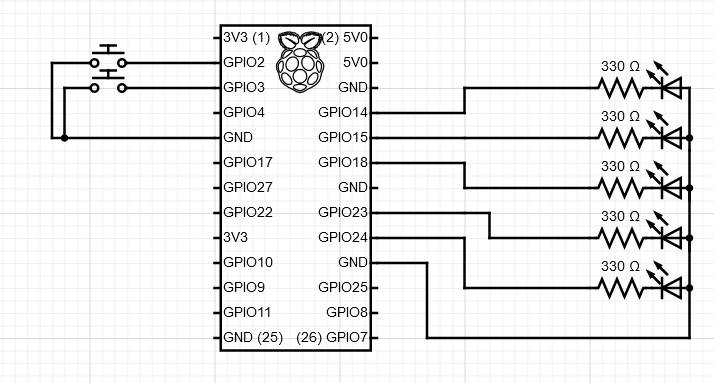 3V3 (1) (2) 5V0
GPIO2 5V0
GPIO3 GND
GPIO4 GPIO14
GND GPIO15
GPIO17 GPIO18
GPIO27 GND
GPIO22 GPIO23
3V3 GPIO24
GPIO10 GND
GPIO9 GPIO25
GPIO11 GPIO8
GND (25) (26) GPIO7
330 Ω
330 Ω
330 Ω
330 Ω
330 Ω